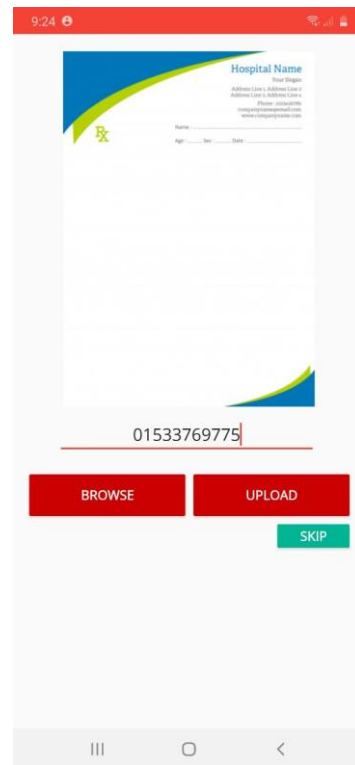 9:24
Hospital Name
Your Slogan
Address Line 1, Address Line 2
Address Line 1, Address Line 2
Rx
Name
Age Sex Date
01533769775
BROWSE UPLOAD
SKIP